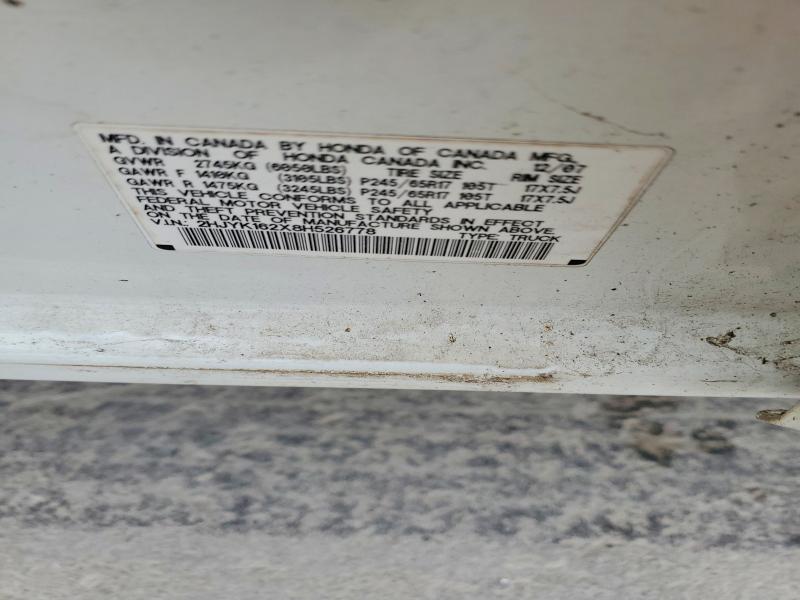 MFD. IN CANADA BY HONDA OF CANADA MFG.
A DIVISION OF HONDA CANADA INC. 12/07
GVWR 2745KG (6050LBS) TIRE SIZE RIM SIZE
GAWR F 1410KG (3105LBS) P245/65R17 105T 17X7.5J
GAWR R 1475KG (3245LBS) P245/65R17 105T 17X7.5J
THIS VEHICLE CONFORMS TO ALL APPLICABLE
FEDERAL MOTOR VEHICLE SAFETY
AND THEFT PREVENTION STANDARDS IN EFFECT
ON THE DATE OF MANUFACTURE SHOWN ABOVE.
V.I.N.: 2HJYK162X8H526778 TYPE: TRUCK